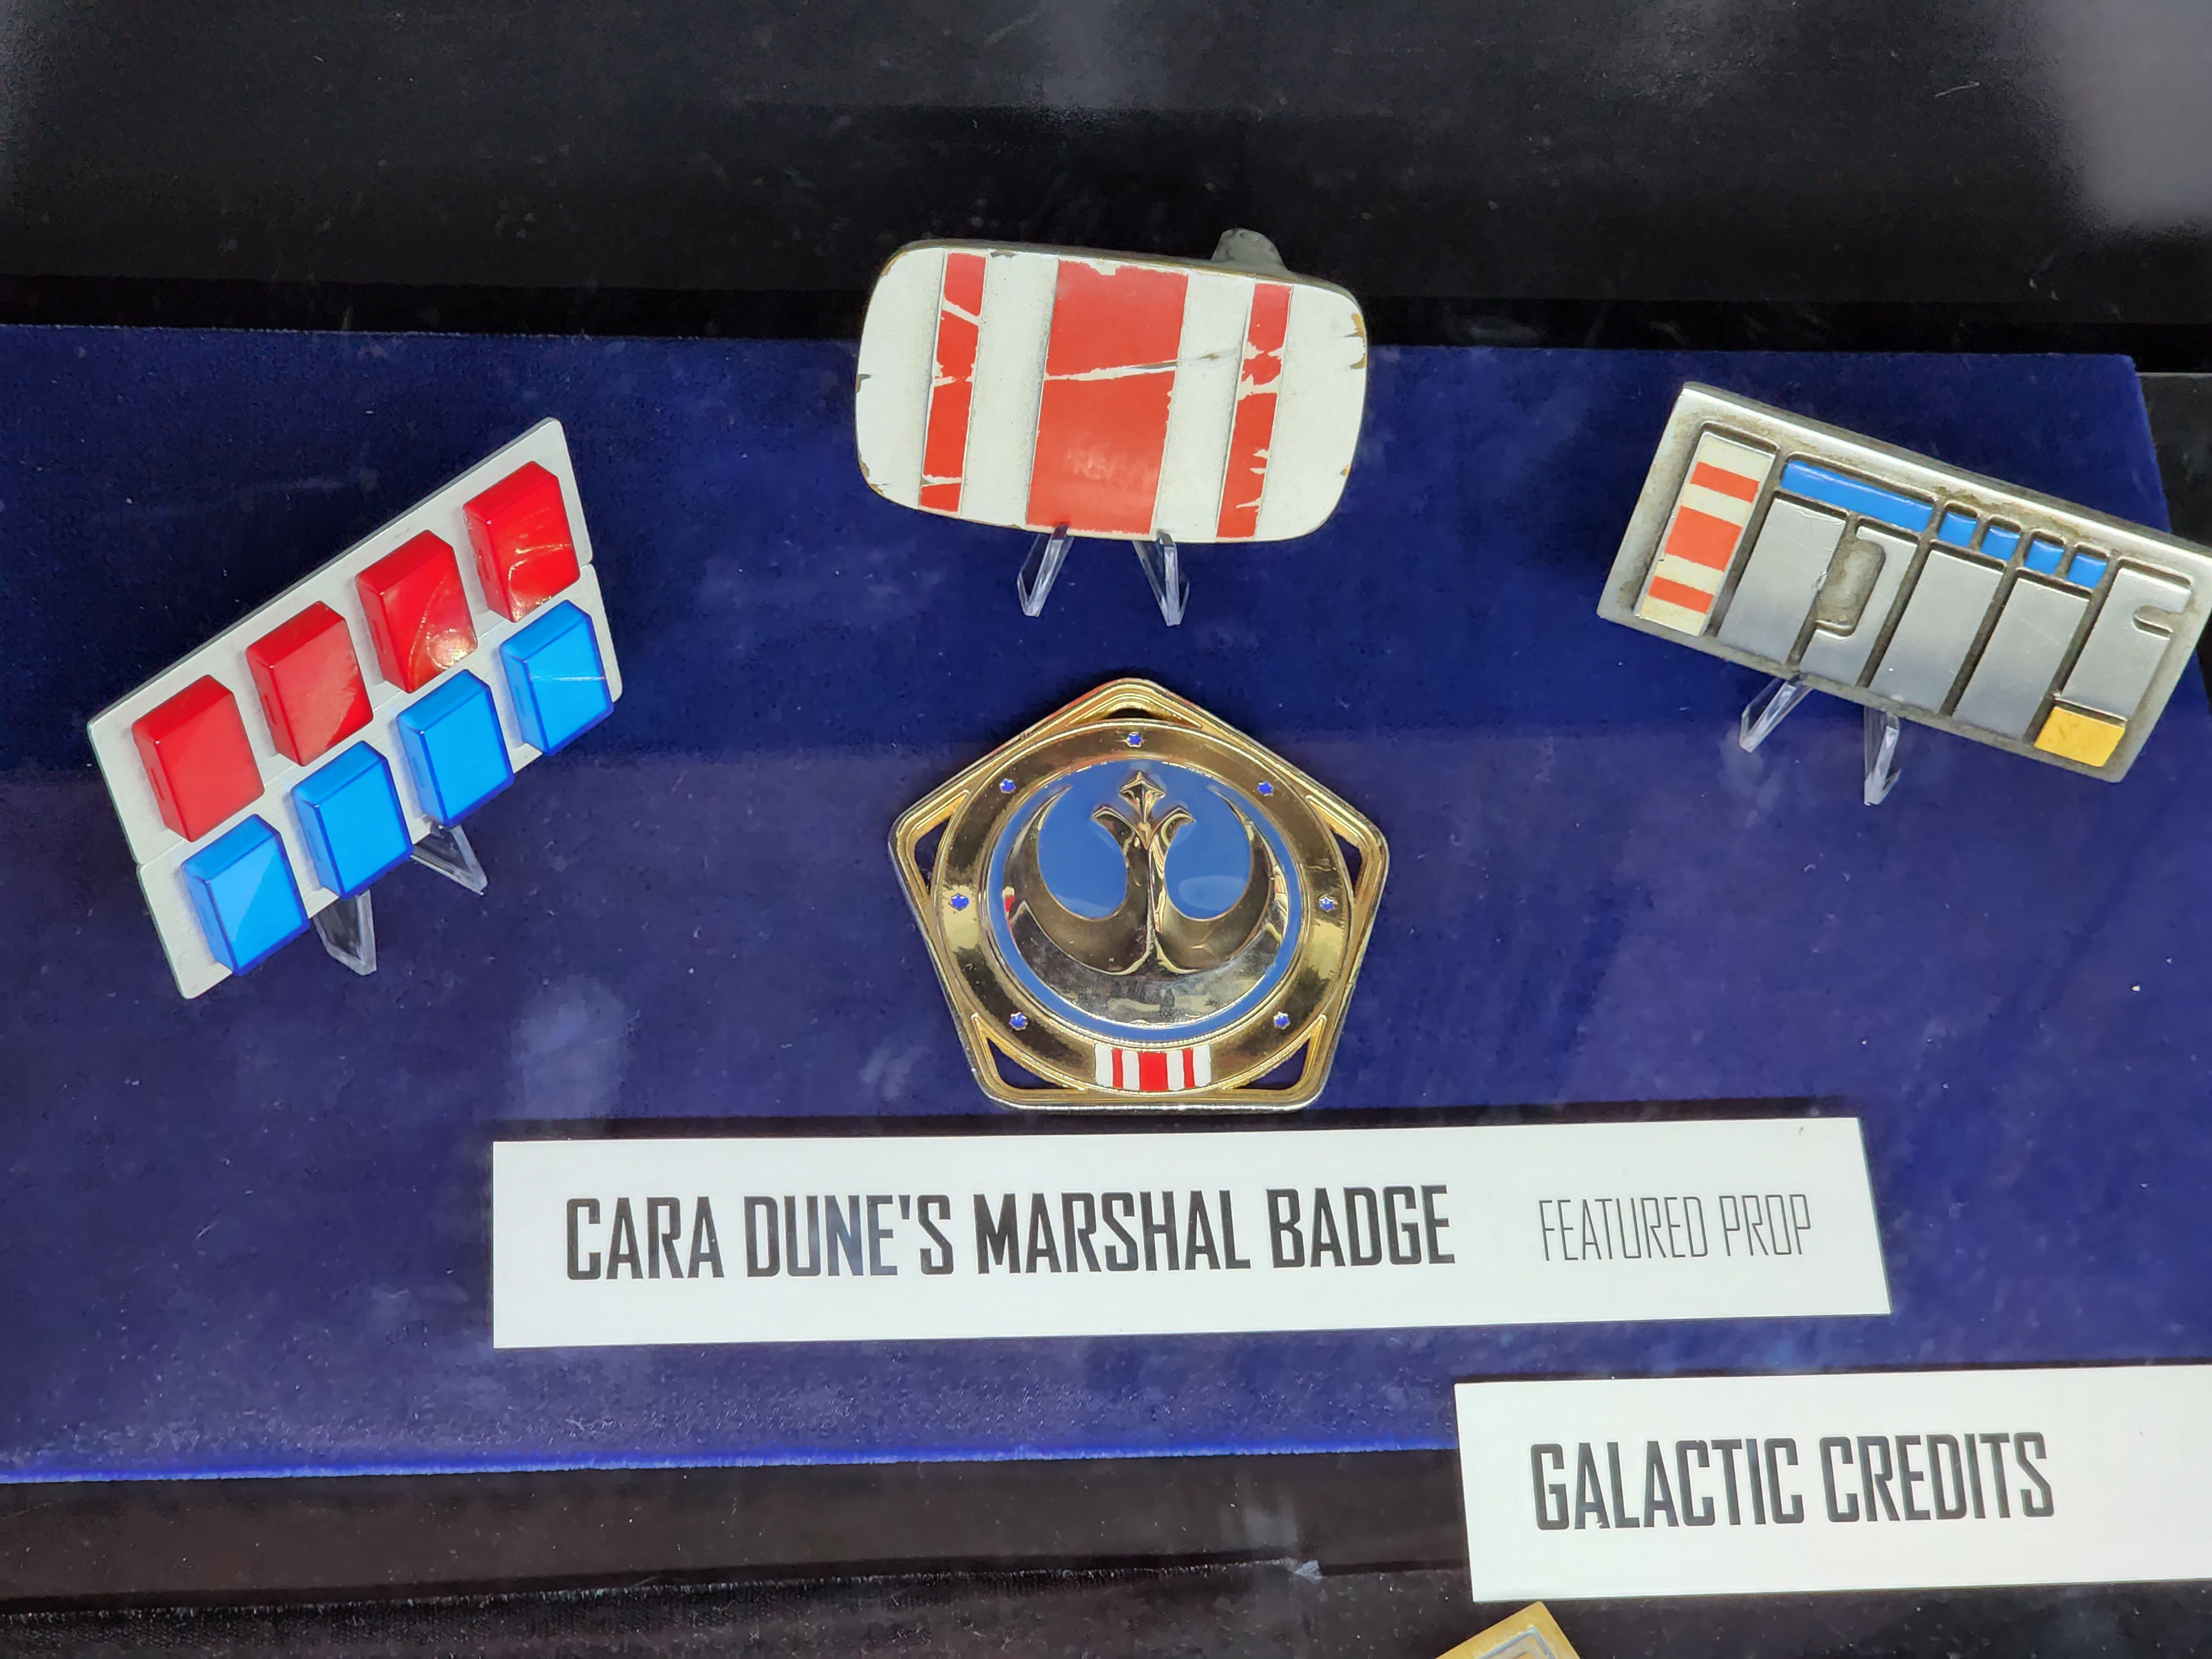 CARA DUNE'S MARSHAL BADGE FEATURED PROP
GALACTIC CREDITS